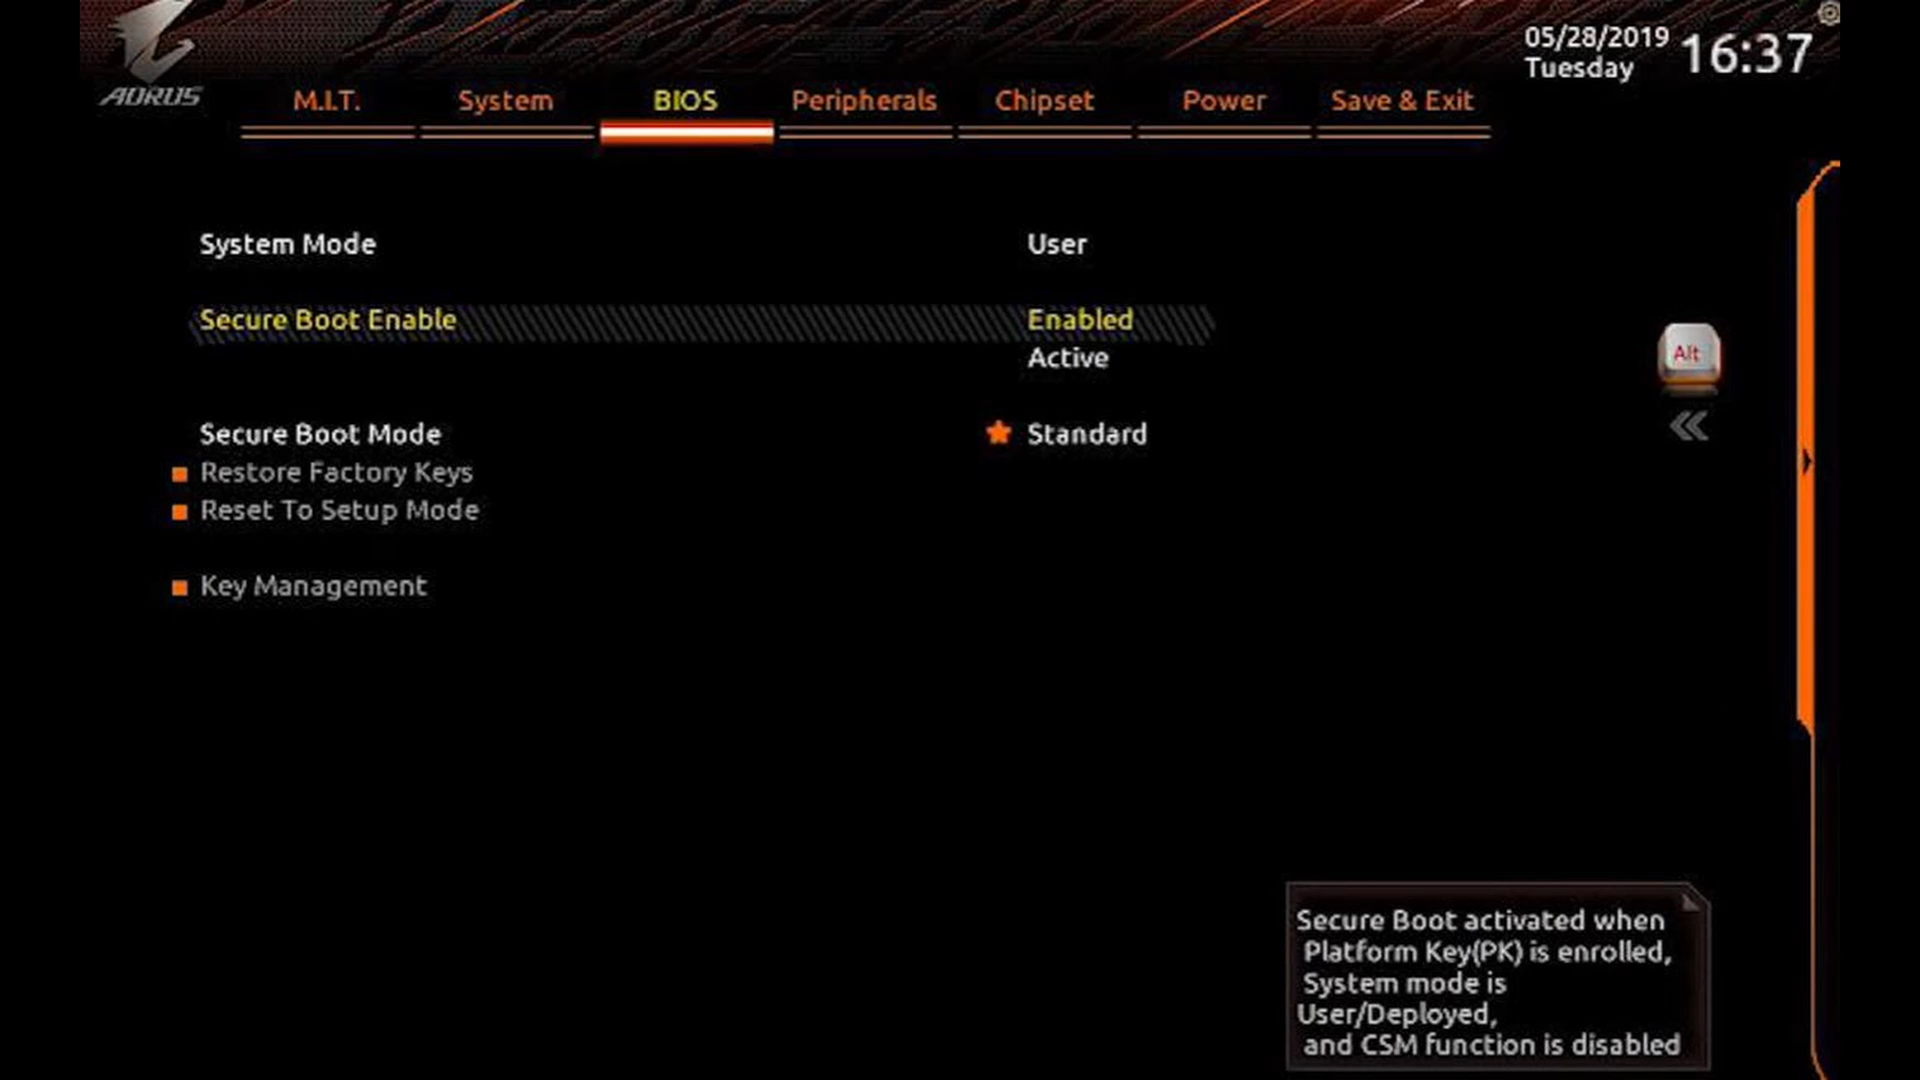 AORUS
05/28/2019
Tuesday
16:37
M.I.T. System BIOS Peripherals Chipset Power Save & Exit
System Mode User
Secure Boot Enable Enabled
Active
Secure Boot Mode Standard
Restore Factory Keys
Reset To Setup Mode
Key Management
Alt
Secure Boot activated when
Platform Key(PK) is enrolled,
System mode is
User/Deployed,
and CSM function is disabled